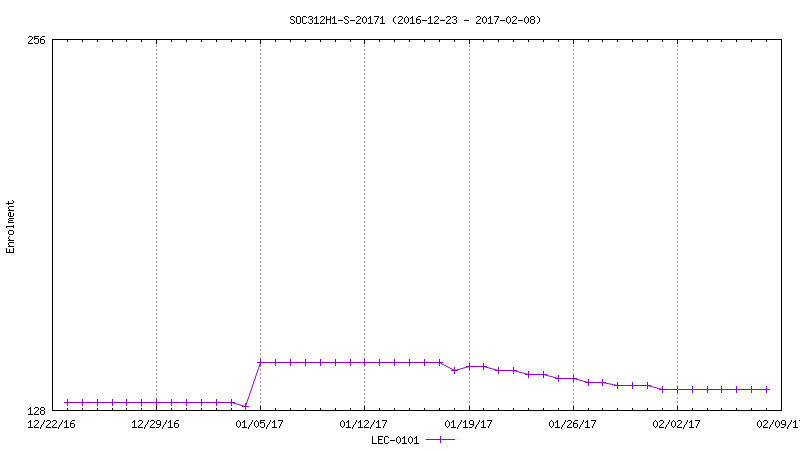 SOC312H1-S-20171 (2016-12-23 - 2017-02-08)
256
Enrolment
128
12/22/16 12/29/16 01/05/17 01/12/17 01/19/17 01/26/17 02/02/17 02/09/1
LEC-0101